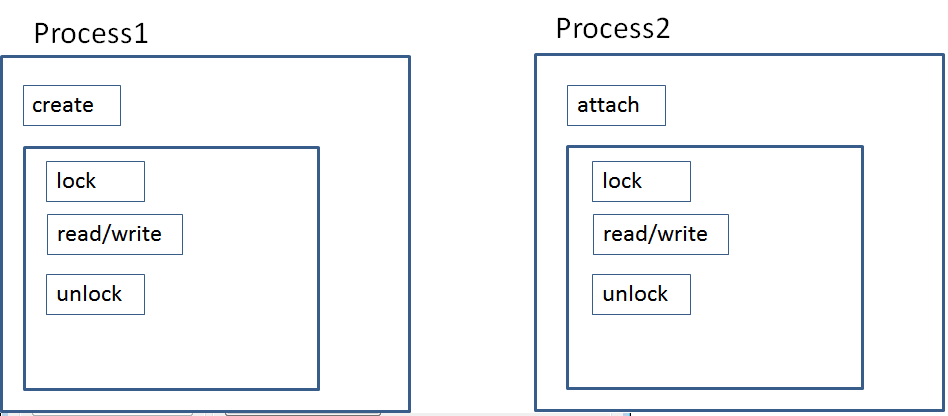 Process1
create
lock
read/write
unlock
Process2
attach
lock
read/write
unlock